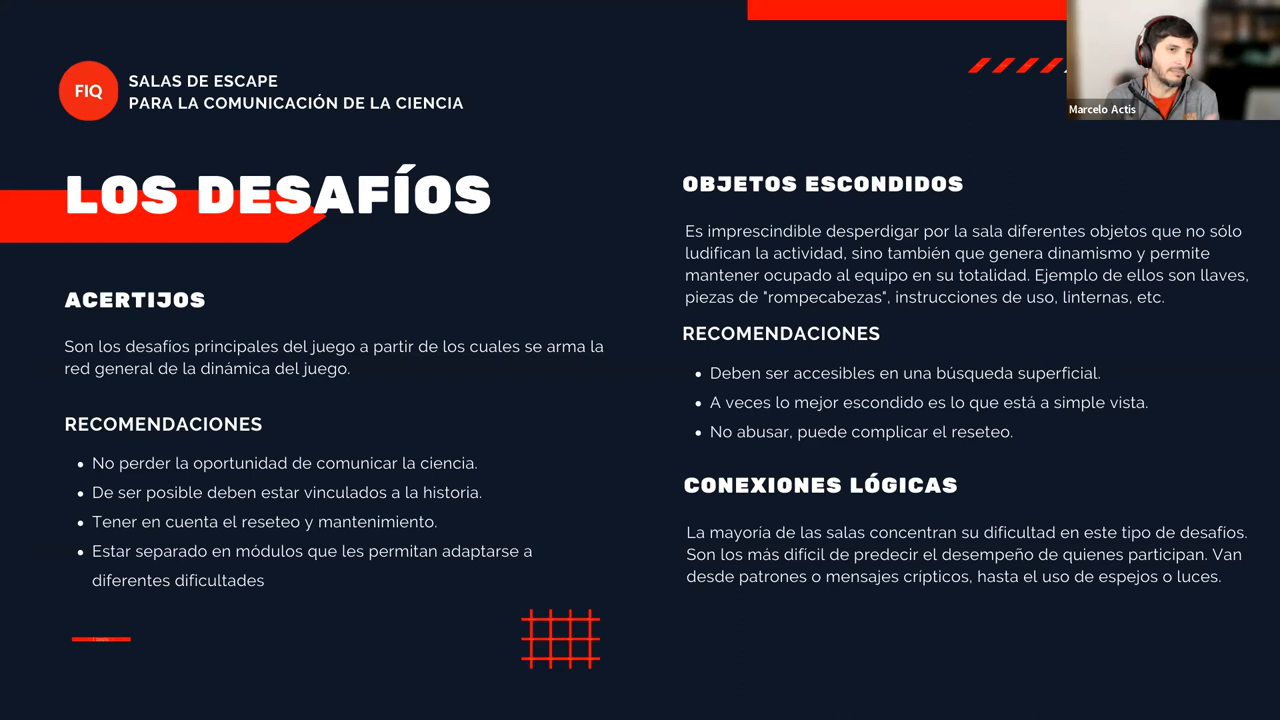 FIQ
SALAS DE ESCAPE
PARA LA COMUNICACIÓN DE LA CIENCIA
Marcelo Actis
LOS DESAFÍOS
ACERTIJOS
Son los desafíos principales del juego a partir de los cuales se arma la
red general de la dinámica del juego.
RECOMENDACIONES
• No perder la oportunidad de comunicar la ciencia.
• De ser posible deben estar vinculados a la historia.
• Tener en cuenta el reseteo y mantenimiento.
• Estar separado en módulos que les permitan adaptarse a
diferentes dificultades
OBJETOS ESCONDIDOS
Es imprescindible desperdigar por la sala diferentes objetos que no sólo
ludifican la actividad, sino también que genera dinamismo y permite
mantener ocupado al equipo en su totalidad. Ejemplo de ellos son llaves,
piezas de "rompecabezas", instrucciones de uso, linternas, etc.
RECOMENDACIONES
• Deben ser accesibles en una búsqueda superficial.
• A veces lo mejor escondido es lo que está a simple vista.
• No abusar, puede complicar el reseteo.
CONEXIONES LÓGICAS
La mayoría de las salas concentran su dificultad en este tipo de desafíos.
Son los más difícil de predecir el desempeño de quienes participan. Van
desde patrones o mensajes crípticos, hasta el uso de espejos o luces.